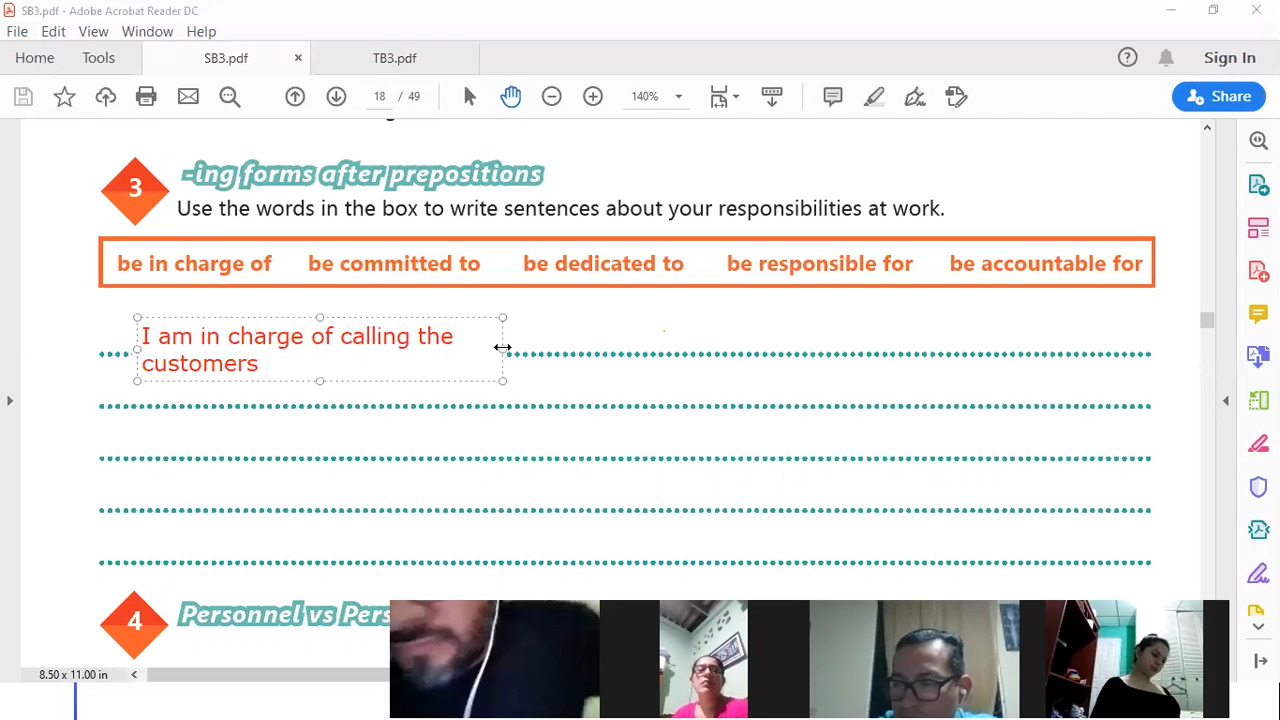 SB3.pdf - Adobe Acrobat Reader DC
File Edit View Window Help
Home Tools SB3.pdf × TB3.pdf ? Sign In
18 / 49 140% Share
3 -ing forms after prepositions
Use the words in the box to write sentences about your responsibilities at work.
be in charge of be committed to be dedicated to be responsible for be accountable for
I am in charge of calling the
customers
4 Personnel vs Pers
8.50 x 11.00 in